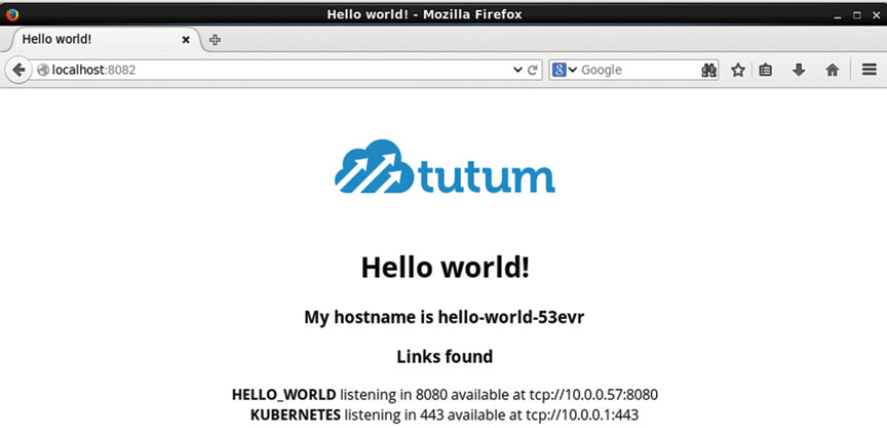 Hello world! - Mozilla Firefox
Hello world!
localhost:8082
Google
tutum
Hello world!
My hostname is hello-world-53evr
Links found
HELLO_WORLD listening in 8080 available at tcp://10.0.0.57:8080
KUBERNETES listening in 443 available at tcp://10.0.0.1:443